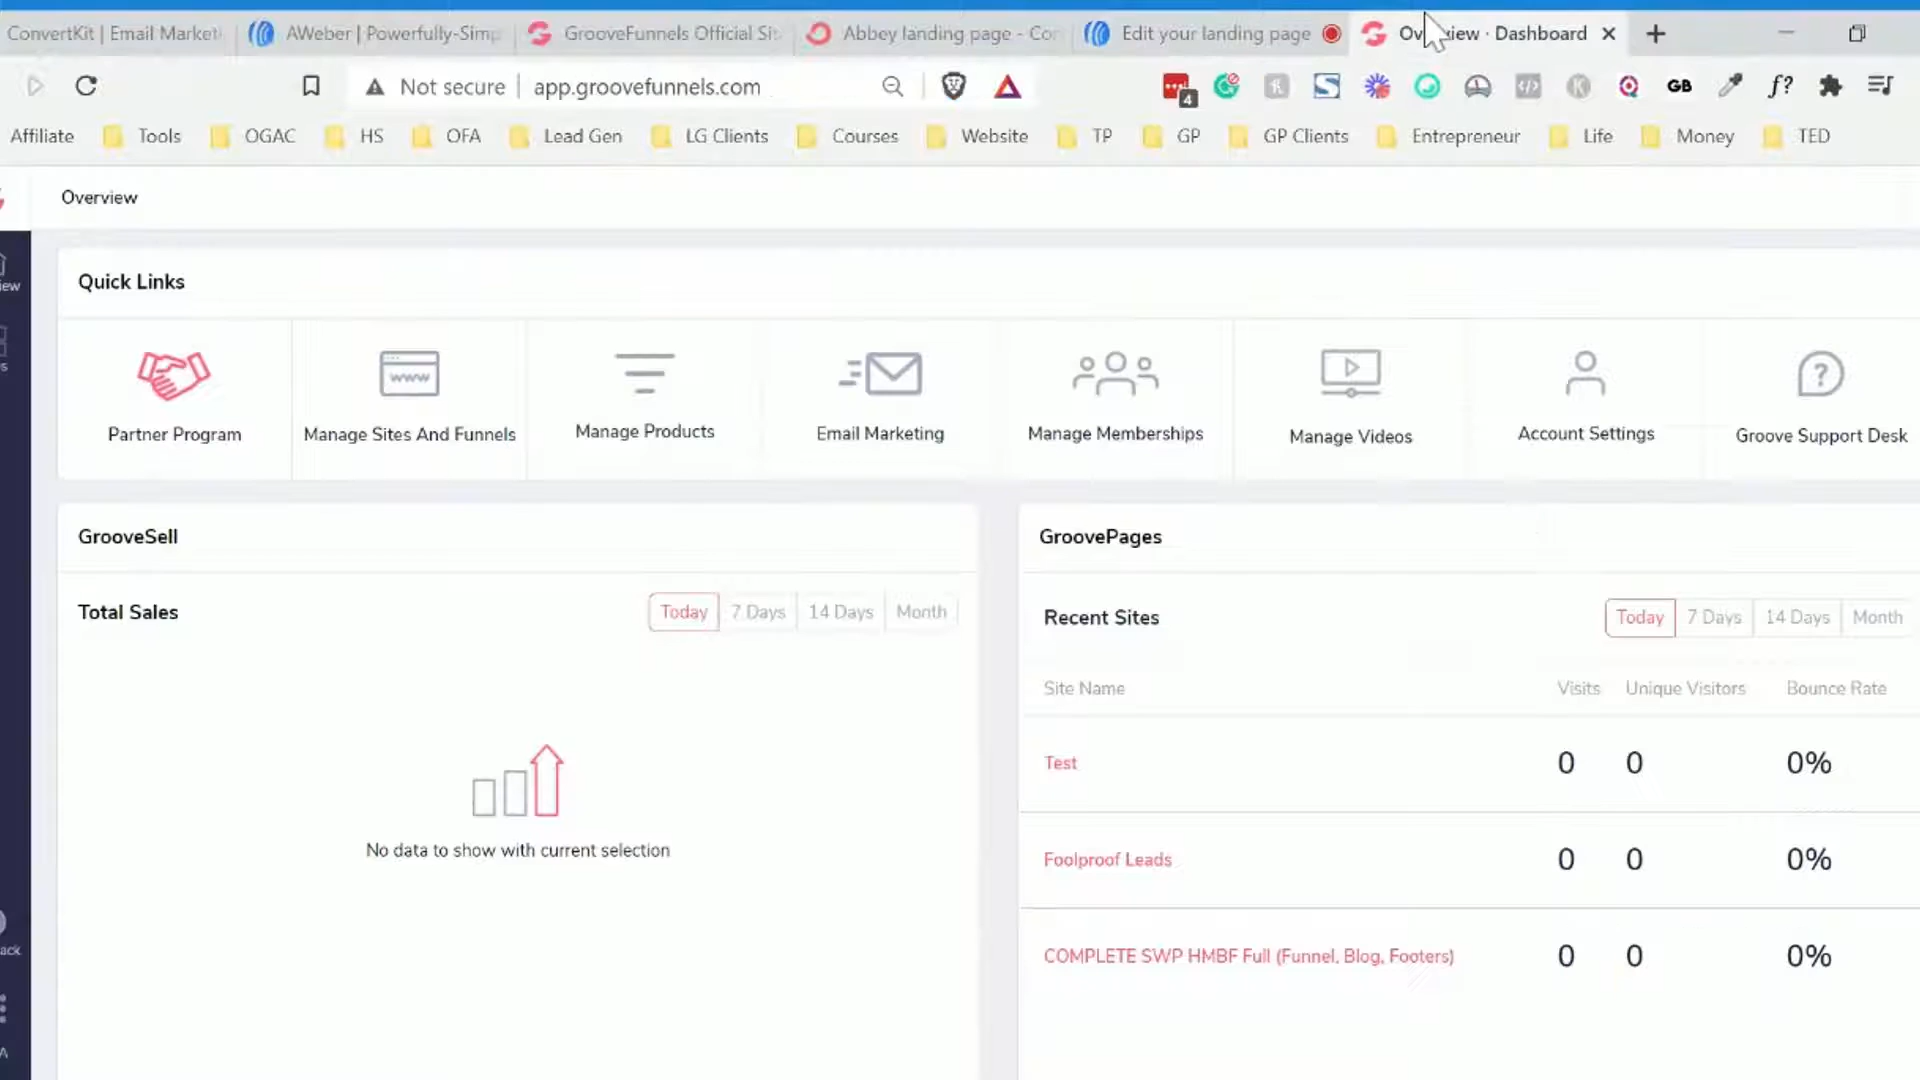 ConvertKit | Email Marketi
AWeber | Powerfully-Simp
GrooveFunnels Official Sit
Abbey landing page - Con
Edit your landing page
Dashboard
Not secure
app.groovefunnels.com
4
GB
f?
Affiliate
Tools
OGAC
HS
OFA
Lead Gen
LG Clients
Courses
Website
TP
GP
GP Clients
Entrepreneur
Life
Money
TED
Overview
Quick Links
www
Partner Program
Manage Sites And Funnels
Manage Products
Email Marketing
Manage Memberships
Manage Videos
Account Settings
?
Groove Support Desk
GrooveSell
Total Sales
Today
7 Days
14 Days
Month
No data to show with current selection
GroovePages
Recent Sites
Today
7 Days
14 Days
Month
Site Name
Visits
Unique Visitors
Bounce Rate
Test
0
0
0%
Foolproof Leads
0
0
0%
COMPLETE SWP HMBF Full (Funnel, Blog, Footers)
0
0
0%